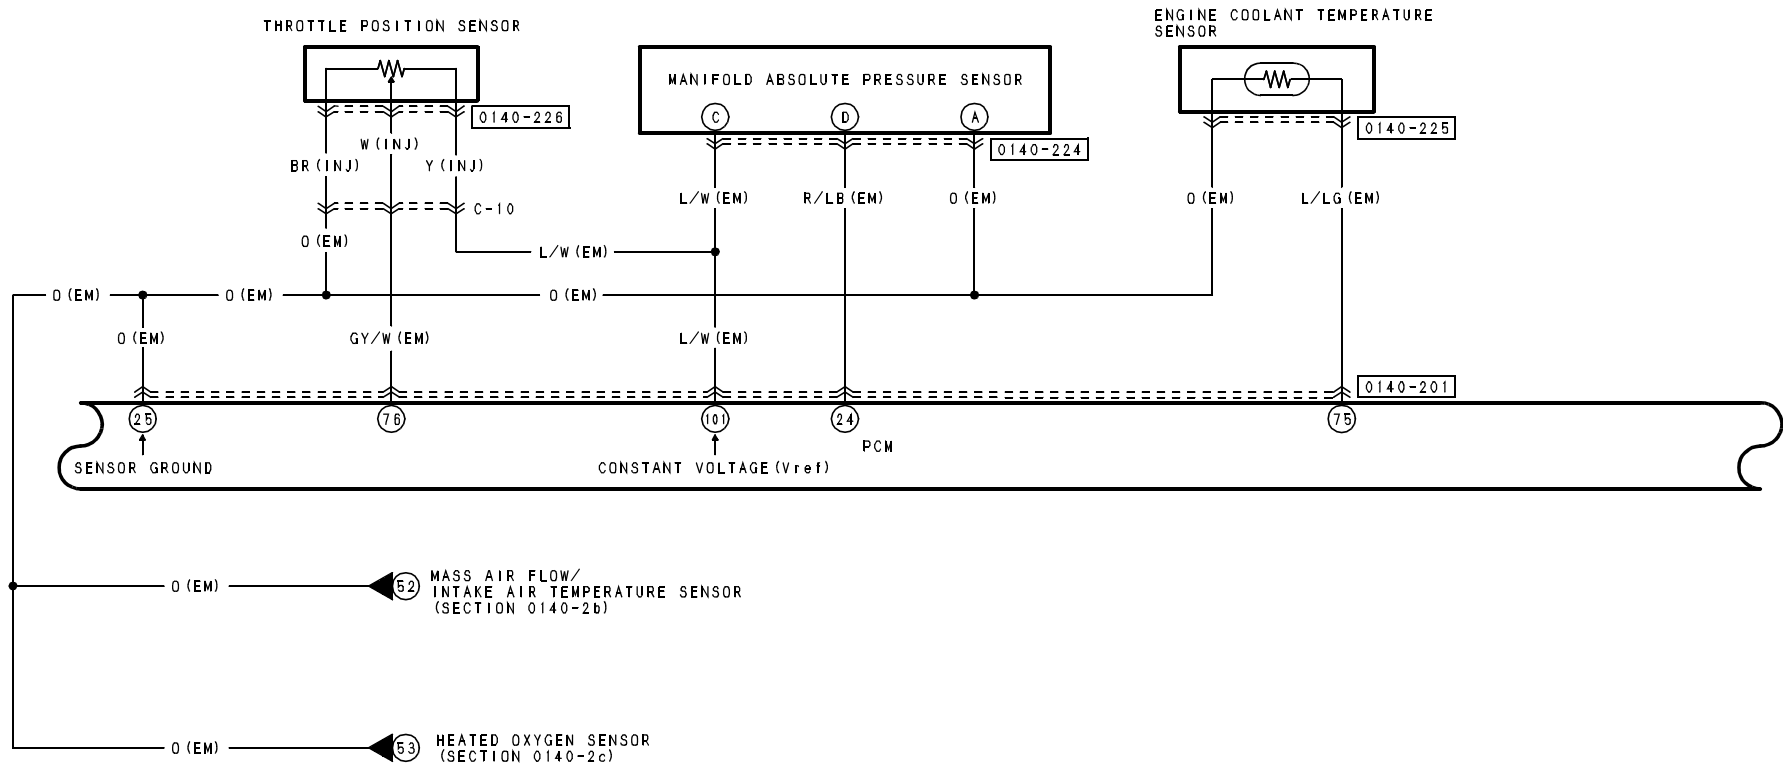 THROTTLE POSITION SENSOR
0140-226
BR(INJ)
W(INJ)
Y(INJ)
C-10
O(EM)
MANIFOLD ABSOLUTE PRESSURE SENSOR
C
D
A
0140-224
L/W(EM)
R/LB(EM)
O(EM)
ENGINE COOLANT TEMPERATURE
SENSOR
0140-225
O(EM)
L/LG(EM)
L/W(EM)
O(EM)
O(EM)
O(EM)
O(EM)
GY/W(EM)
L/W(EM)
0140-201
25
76
101
24
75
PCM
SENSOR GROUND
CONSTANT VOLTAGE(Vref)
O(EM)
52
MASS AIR FLOW/
INTAKE AIR TEMPERATURE SENSOR
(SECTION 0140-2b)
O(EM)
53
HEATED OXYGEN SENSOR
(SECTION 0140-2c)